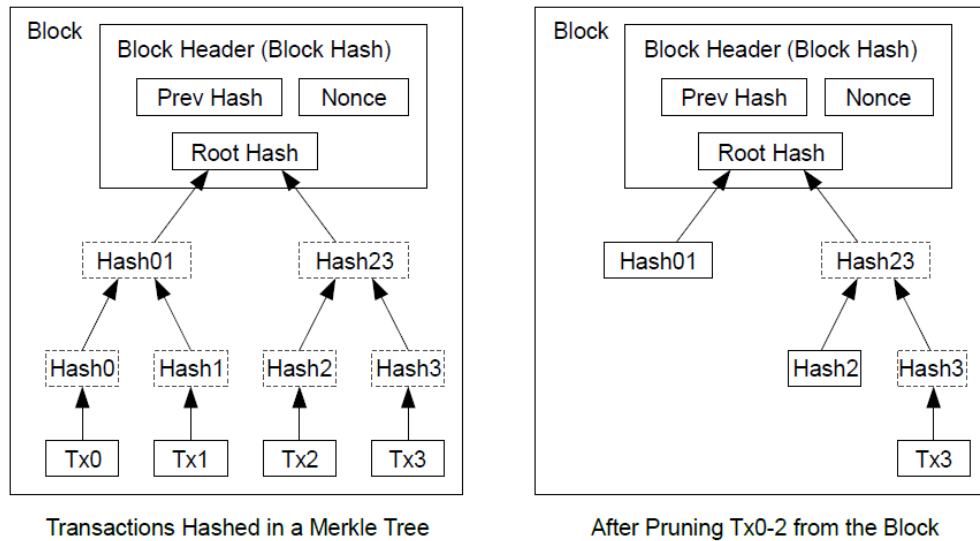 Block
Block Header (Block Hash)
Prev Hash
Nonce
Root Hash
Hash01
Hash23
Hash0
Hash1
Hash2
Hash3
Tx0
Tx1
Tx2
Tx3
Transactions Hashed in a Merkle Tree
Block
Block Header (Block Hash)
Prev Hash
Nonce
Root Hash
Hash01
Hash23
Hash2
Hash3
Tx3
After Pruning Tx0-2 from the Block